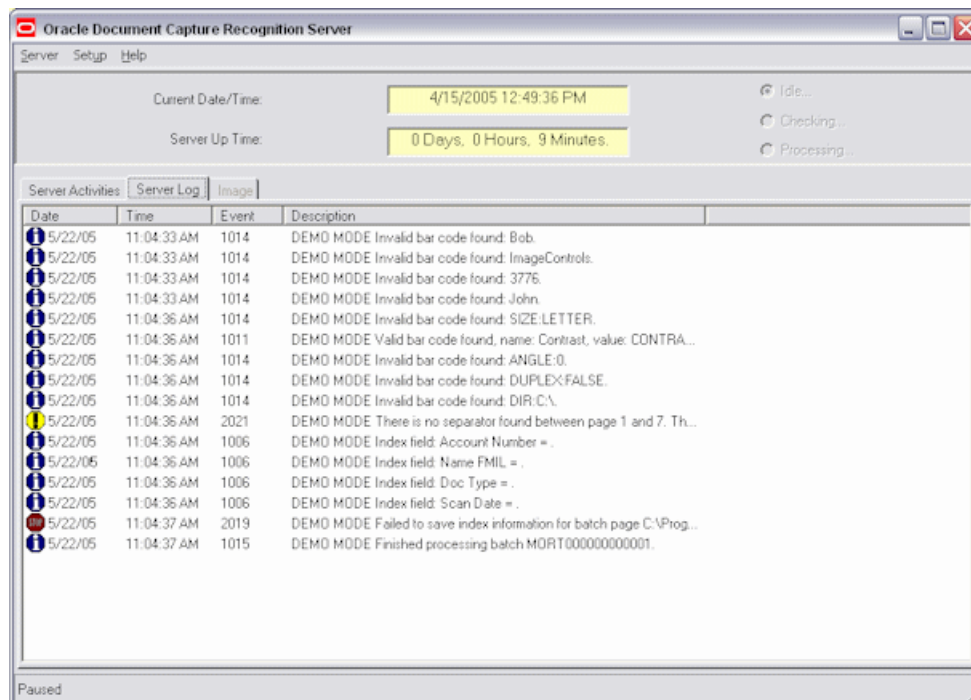 Oracle Document Capture Recognition Server
Server Setup Help
Current Date/Time: 4/15/2005 12:49:36 PM
Server Up Time: 0 Days, 0 Hours, 9 Minutes.
Idle...
Checking...
Processing...
Server Activities Server Log Image
Date Time Event Description
5/22/05 11:04:33 AM 1014 DEMO MODE Invalid bar code found: Bob.
5/22/05 11:04:33 AM 1014 DEMO MODE Invalid bar code found: ImageControls.
5/22/05 11:04:33 AM 1014 DEMO MODE Invalid bar code found: 3776.
5/22/05 11:04:33 AM 1014 DEMO MODE Invalid bar code found: John.
5/22/05 11:04:36 AM 1014 DEMO MODE Invalid bar code found: SIZE:LETTER.
5/22/05 11:04:36 AM 1011 DEMO MODE Valid bar code found, name: Contrast, value: CONTRA...
5/22/05 11:04:36 AM 1014 DEMO MODE Invalid bar code found: ANGLE:0.
5/22/05 11:04:36 AM 1014 DEMO MODE Invalid bar code found: DUPLEX:FALSE.
5/22/05 11:04:36 AM 1014 DEMO MODE Invalid bar code found: DIR:C:\.
5/22/05 11:04:36 AM 2021 DEMO MODE There is no separator found between page 1 and 7. Th...
5/22/05 11:04:36 AM 1006 DEMO MODE Index field: Account Number = .
5/22/05 11:04:36 AM 1006 DEMO MODE Index field: Name FMIL = .
5/22/05 11:04:36 AM 1006 DEMO MODE Index field: Doc Type = .
5/22/05 11:04:36 AM 1006 DEMO MODE Index field: Scan Date = .
STOP 5/22/05 11:04:37 AM 2019 DEMO MODE Failed to save index information for batch page C:\Prog...
5/22/05 11:04:37 AM 1015 DEMO MODE Finished processing batch MORT000000000001.
Paused